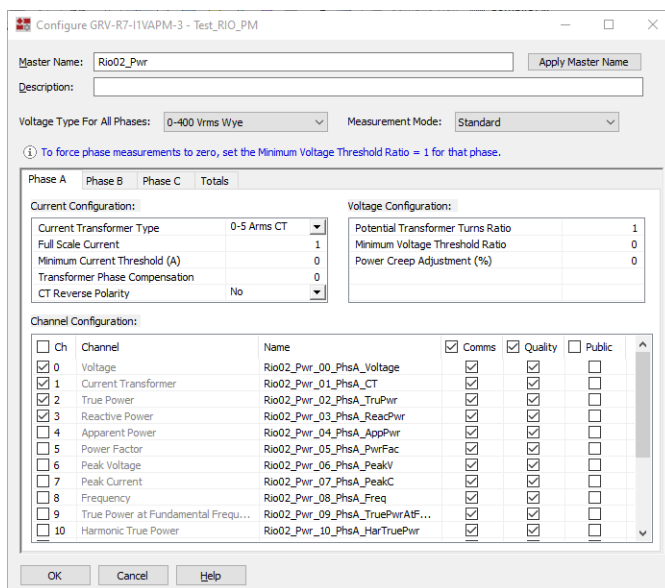 Configure GRV-R7-I1VAPM-3 - Test_RIO_PM
Master Name: Rio02_Pwr Apply Master Name
Description:
Voltage Type For All Phases: 0-400 Vrms Wye Measurement Mode: Standard
To force phase measurements to zero, set the Minimum Voltage Threshold Ratio = 1 for that phase.
Phase A Phase B Phase C Totals
Current Configuration: Voltage Configuration:
Current Transformer Type 0-5 Arms CT Potential Transformer Turns Ratio 1
Full Scale Current 1 Minimum Voltage Threshold Ratio 0
Minimum Current Threshold (A) 0 Power Creep Adjustment (%) 0
Transformer Phase Compensation 0
CT Reverse Polarity No
Channel Configuration:
Ch Channel Name Comms Quality Public
0 Voltage Rio02_Pwr_00_PhsA_Voltage
1 Current Transformer Rio02_Pwr_01_PhsA_CT
2 True Power Rio02_Pwr_02_PhsA_TruPwr
3 Reactive Power Rio02_Pwr_03_PhsA_ReacPwr
4 Apparent Power Rio02_Pwr_04_PhsA_AppPwr
5 Power Factor Rio02_Pwr_05_PhsA_PwrFac
6 Peak Voltage Rio02_Pwr_06_PhsA_PeakV
7 Peak Current Rio02_Pwr_07_PhsA_PeakC
8 Frequency Rio02_Pwr_08_PhsA_Freq
9 True Power at Fundamental Frequ... Rio02_Pwr_09_PhsA_TruePwrAtF...
10 Harmonic True Power Rio02_Pwr_10_PhsA_HarTruePwr
OK Cancel Help